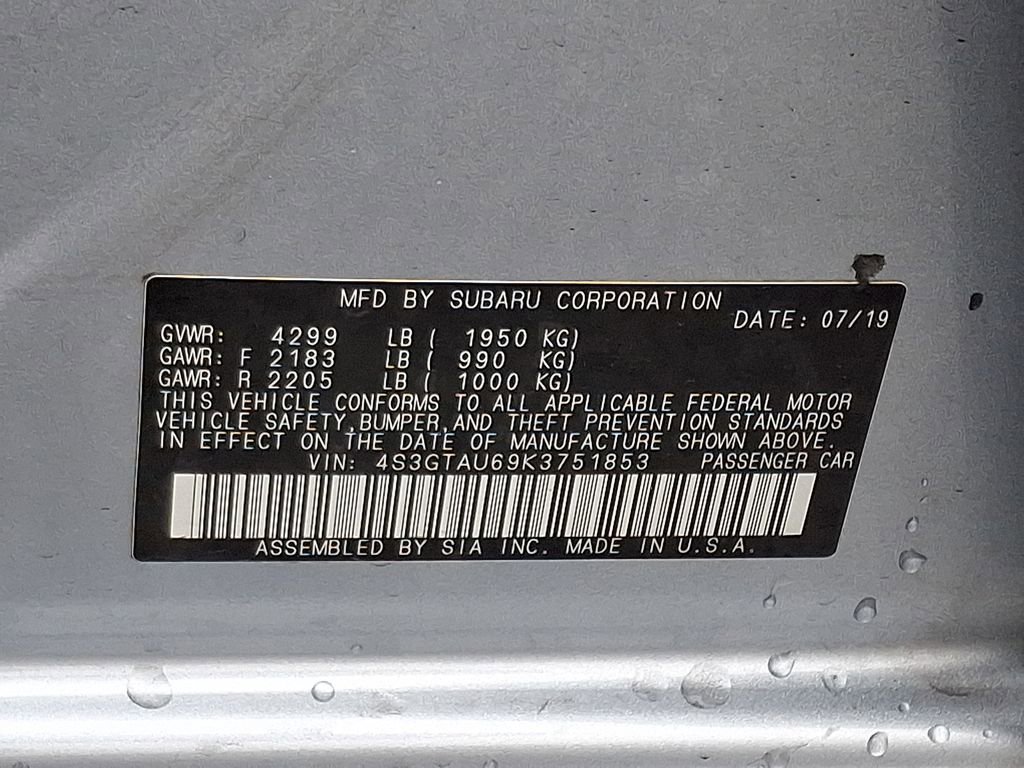 MFD BY SUBARU CORPORATION
DATE: 07/19
GVWR: 4299 LB ( 1950 KG)
GAWR: F 2183 LB ( 990 KG)
GAWR: R 2205 LB ( 1000 KG)
THIS VEHICLE CONFORMS TO ALL APPLICABLE FEDERAL MOTOR
VEHICLE SAFETY,BUMPER,AND THEFT PREVENTION STANDARDS
IN EFFECT ON THE DATE OF MANUFACTURE SHOWN ABOVE.
VIN: 4S3GTAU69K3751853 PASSENGER CAR
ASSEMBLED BY SIA INC. MADE IN U.S.A.